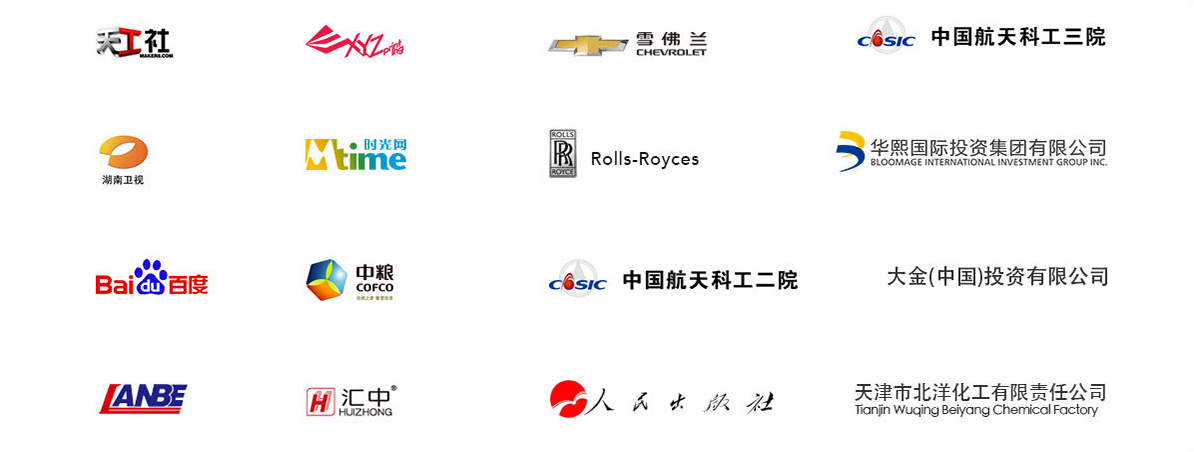 天工社
MAKER8.COM
XYZ
雪佛兰
CHEVROLET
CASIC
中国航天科工三院
湖南卫视
Mtime
时光网
ROLLS
RR
ROYCE
Rolls-Royces
华熙国际投资集团有限公司
BLOOMAGE INTERNATIONAL INVESTMENT GROUP INC.
Bai du 百度
中粮
COFCO
CASIC
中国航天科工二院
大金(中国)投资有限公司
LANBE
H
汇中®
HUIZHONG
人民出版社
天津市北洋化工有限责任公司
Tianjin Wuqing Beiyang Chemical Factory